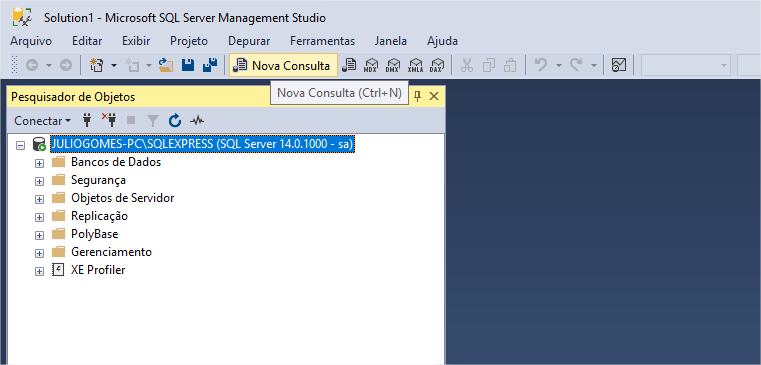 Solution1 - Microsoft SQL Server Management Studio
Arquivo Editar Exibir Projeto Depurar Ferramentas Janela Ajuda
Nova Consulta MDX DMX XMLA DAX
Nova Consulta (Ctrl+N)
Pesquisador de Objetos
Conectar
JULIOGOMES-PC\SQLEXPRESS (SQL Server 14.0.1000 - sa)
Bancos de Dados
Segurança
Objetos de Servidor
Replicação
PolyBase
Gerenciamento
XE Profiler